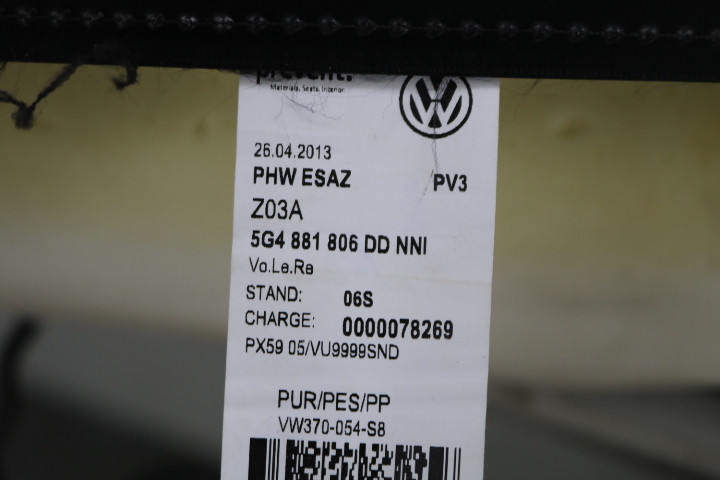 prevent.
Materials. Seats. Interior.
26.04.2013
PHW ESAZ PV3
Z03A
5G4 881 806 DD NNI
Vo.Le.Re
STAND: 06S
CHARGE: 0000078269
PX59 05/VU9999SND
PUR/PES/PP
VW370-054-S8